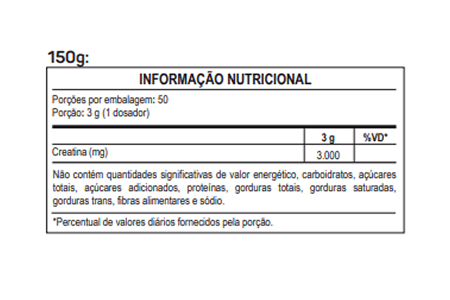 150g:
INFORMAÇÃO NUTRICIONAL
Porções por embalagem: 50
Porção: 3 g (1 dosador)
3 g %VD*
Creatina (mg) 3.000
Não contém quantidades significativas de valor energético, carboidratos, açúcares
totais, açúcares adicionados, proteínas, gorduras totais, gorduras saturadas,
gorduras trans, fibras alimentares e sódio.
*Percentual de valores diários fornecidos pela porção.